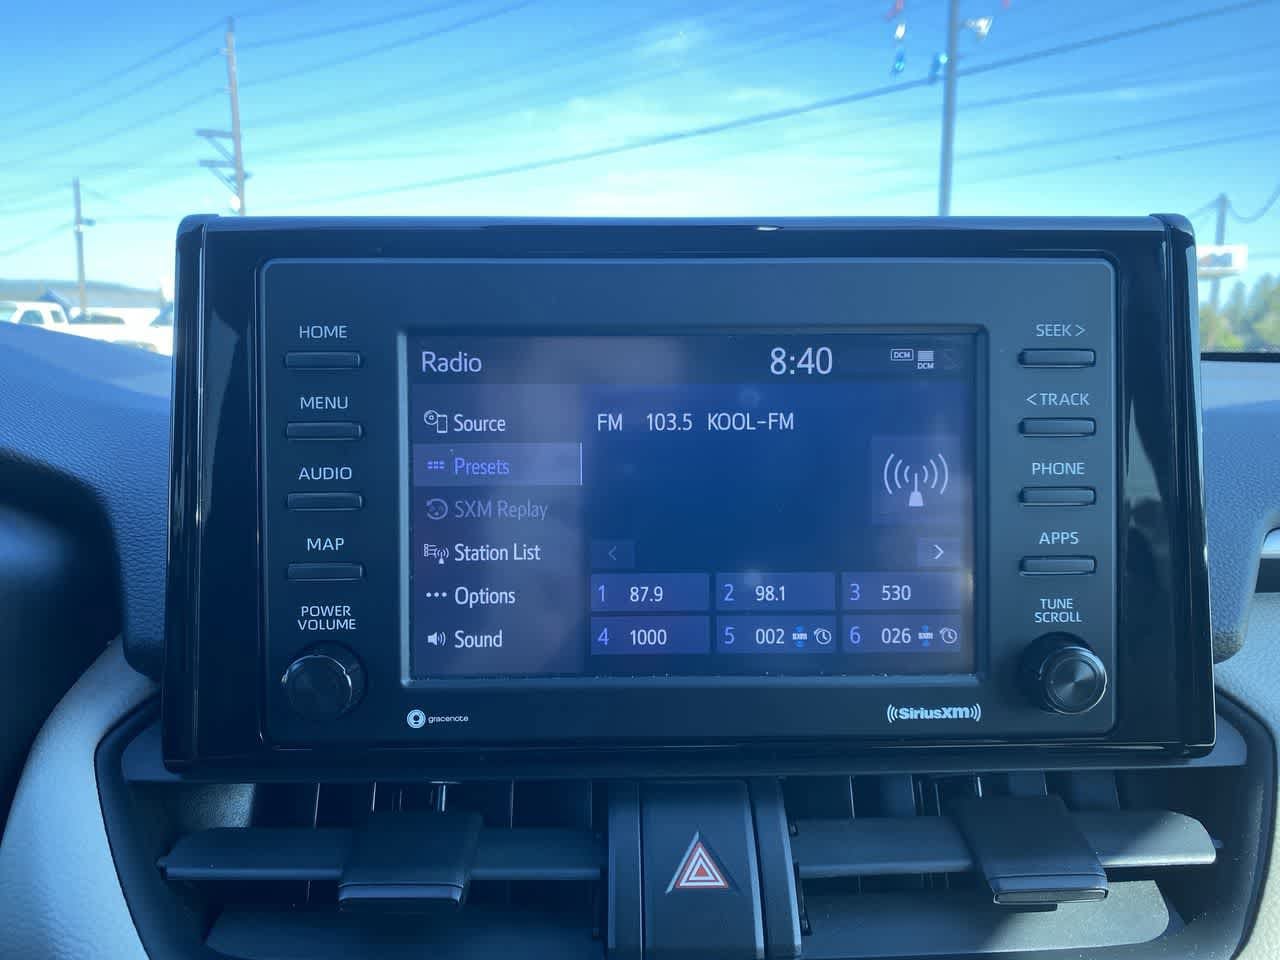 HOME
MENU
AUDIO
MAP
POWER
VOLUME
Radio
8:40
DCM
DCM
Source
Presets
SXM Replay
Station List
Options
Sound
FM 103.5 KOOL-FM
<
>
1 87.9
2 98.1
3 530
4 1000
5 002 SXM
6 026 SXM
SEEK >
< TRACK
PHONE
APPS
TUNE
SCROLL
gracenote
((SiriusXM))